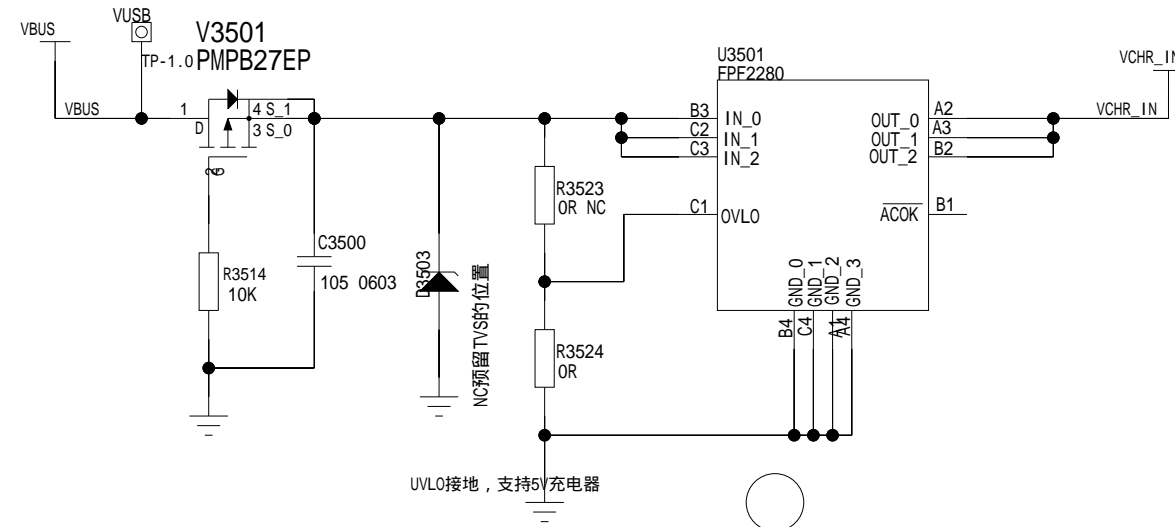 VBUS
VUSB
TP-1.0
V3501
PMPB27EP
VBUS
1
D
4 S_1
3 S_0
2
G
R3514
10K
C3500
105 0603
D3503
NC预留TVS的位置
R3523
0R NC
R3524
0R
UVLO接地，支持5V充电器
U3501
FPF2280
B3 IN_0
C2 IN_1
C3 IN_2
C1 OVLO
OUT_0 A2
OUT_1 A3
OUT_2 B2
ACOK B1
GND_0 B4
GND_1 C4
GND_2 A1
GND_3 A4
VCHR_IN
VCHR_IN